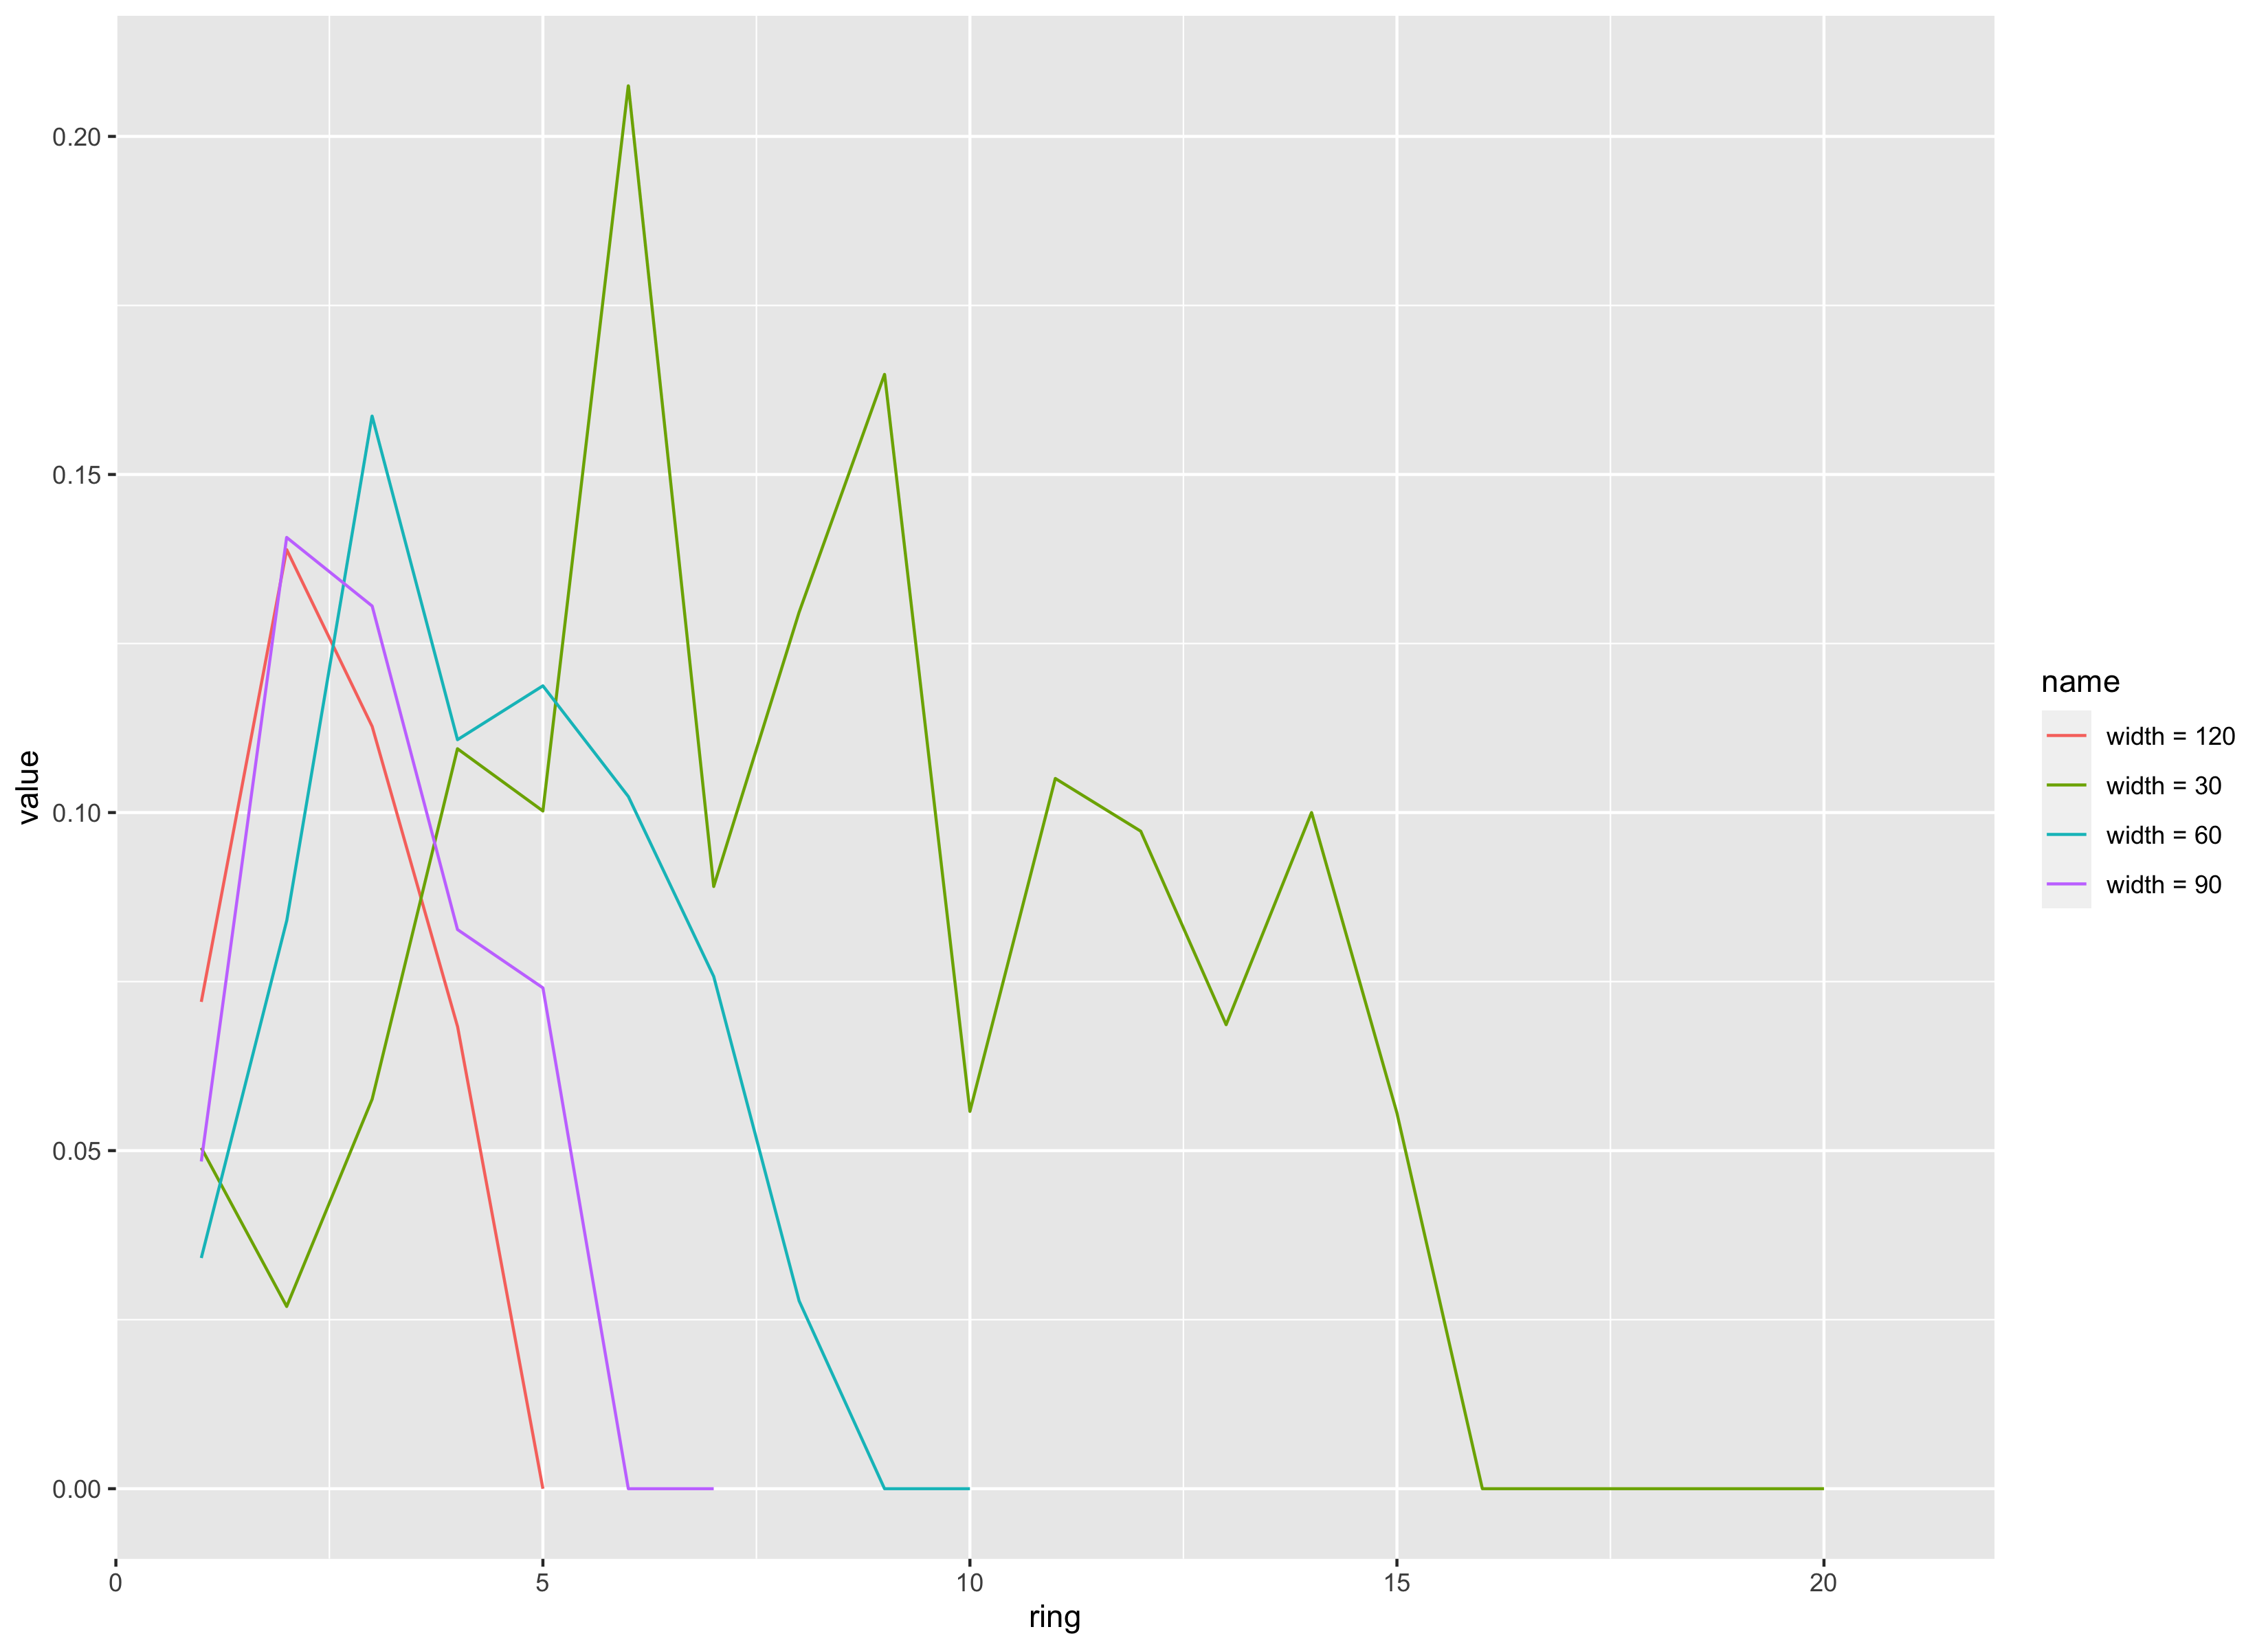 0.20
0.15
0.10
0.05
0.00
value
0 5 10 15 20
ring
name
width = 120
width = 30
width = 60
width = 90